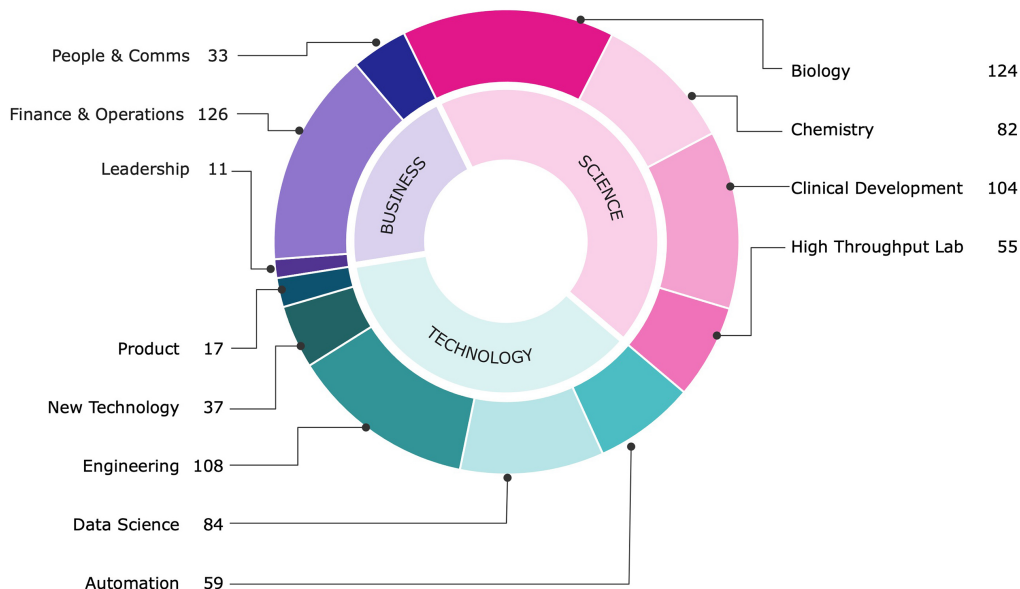 People & Comms 33
Finance & Operations 126
Leadership 11
Product 17
New Technology 37
Engineering 108
Data Science 84
Automation 59
BUSINESS
SCIENCE
TECHNOLOGY
Biology 124
Chemistry 82
Clinical Development 104
High Throughput Lab 55